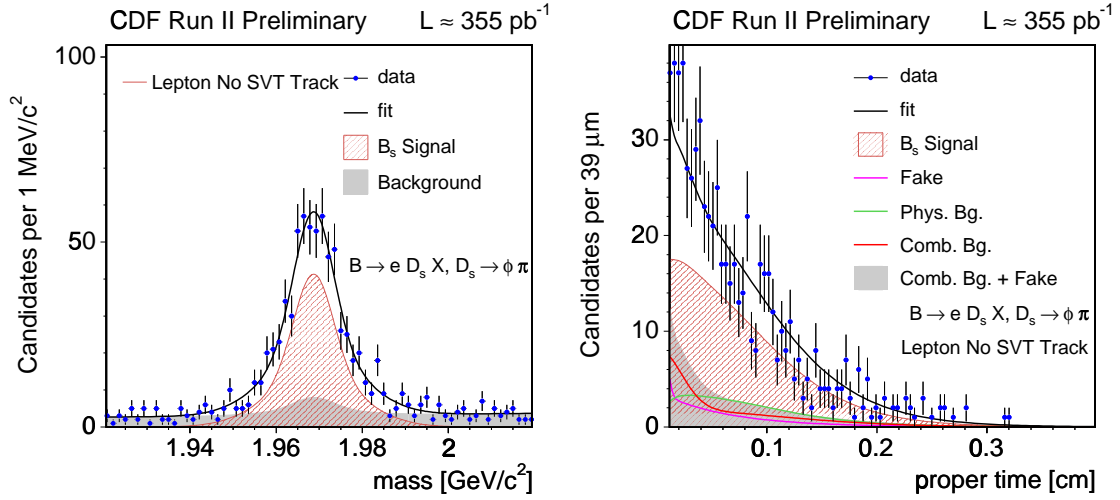 CDF Run II Preliminary L ≈ 355 pb⁻¹
Candidates per 1 MeV/c²
100
50
0
Lepton No SVT Track
data
fit
Bₛ Signal
Background
B → e Dₛ X, Dₛ → ϕ π
1.94 1.96 1.98 2
mass [GeV/c²]
CDF Run II Preliminary L ≈ 355 pb⁻¹
Candidates per 39 μm
30
20
10
0
data
fit
Bₛ Signal
Fake
Phys. Bg.
Comb. Bg.
Comb. Bg. + Fake
B → e Dₛ X, Dₛ → ϕ π
Lepton No SVT Track
0.1 0.2 0.3
proper time [cm]